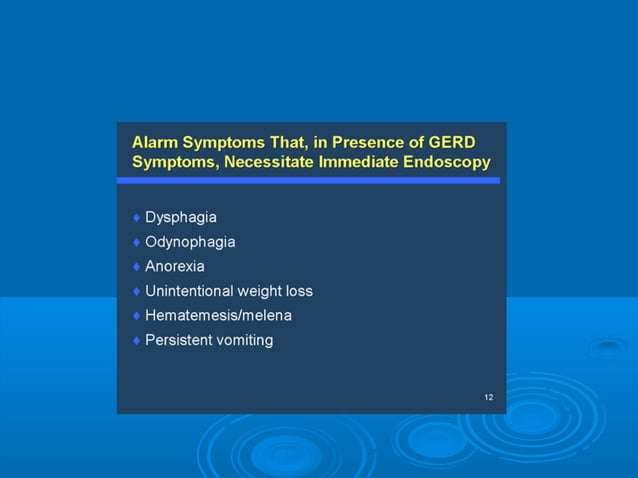 Alarm Symptoms That, in Presence of GERD
Symptoms, Necessitate Immediate Endoscopy
♦ Dysphagia
♦ Odynophagia
♦ Anorexia
♦ Unintentional weight loss
♦ Hematemesis/melena
♦ Persistent vomiting
12